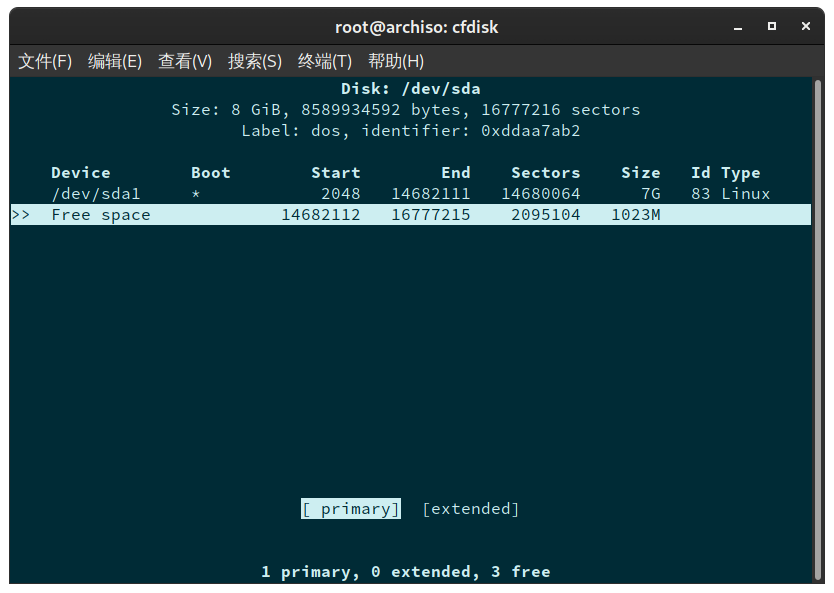 root@archiso: cfdisk
文件(F) 编辑(E) 查看(V) 搜索(S) 终端(T) 帮助(H)
Disk: /dev/sda
Size: 8 GiB, 8589934592 bytes, 16777216 sectors
Label: dos, identifier: 0xddaa7ab2
Device Boot Start End Sectors Size Id Type
/dev/sda1 * 2048 14682111 14680064 7G 83 Linux
>> Free space 14682112 16777215 2095104 1023M
[ primary] [extended]
1 primary, 0 extended, 3 free